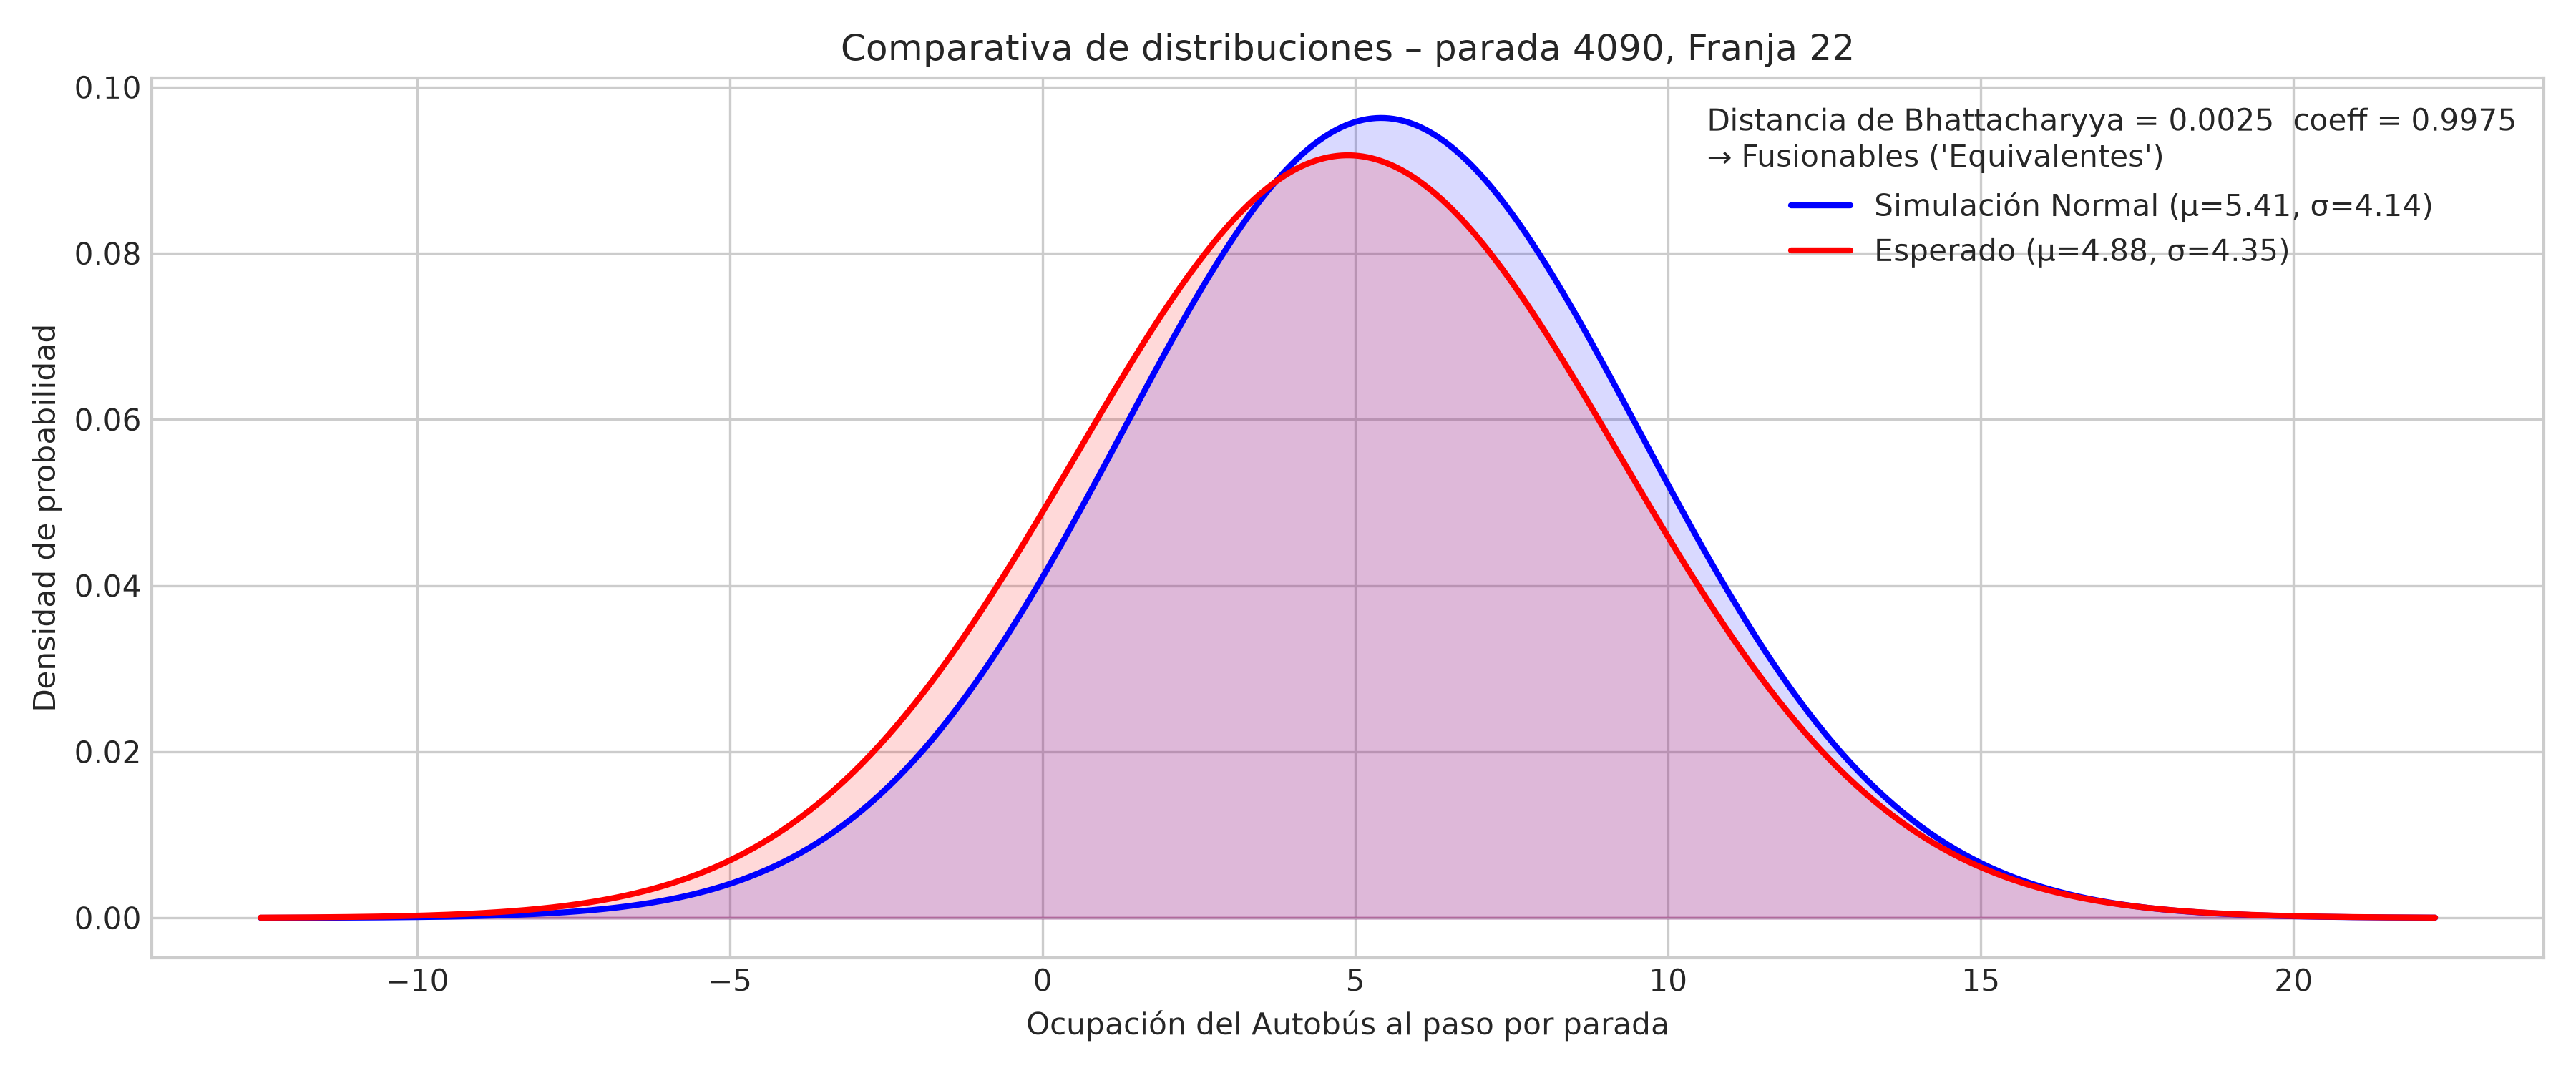 Comparativa de distribuciones – parada 4090, Franja 22
Distancia de Bhattacharyya = 0.0025  coeff = 0.9975
→ Fusionables ('Equivalentes')
Simulación Normal (μ=5.41, σ=4.14)
Esperado (μ=4.88, σ=4.35)
Densidad de probabilidad
0.10
0.08
0.06
0.04
0.02
0.00
−10
−5
0
5
10
15
20
Ocupación del Autobús al paso por parada